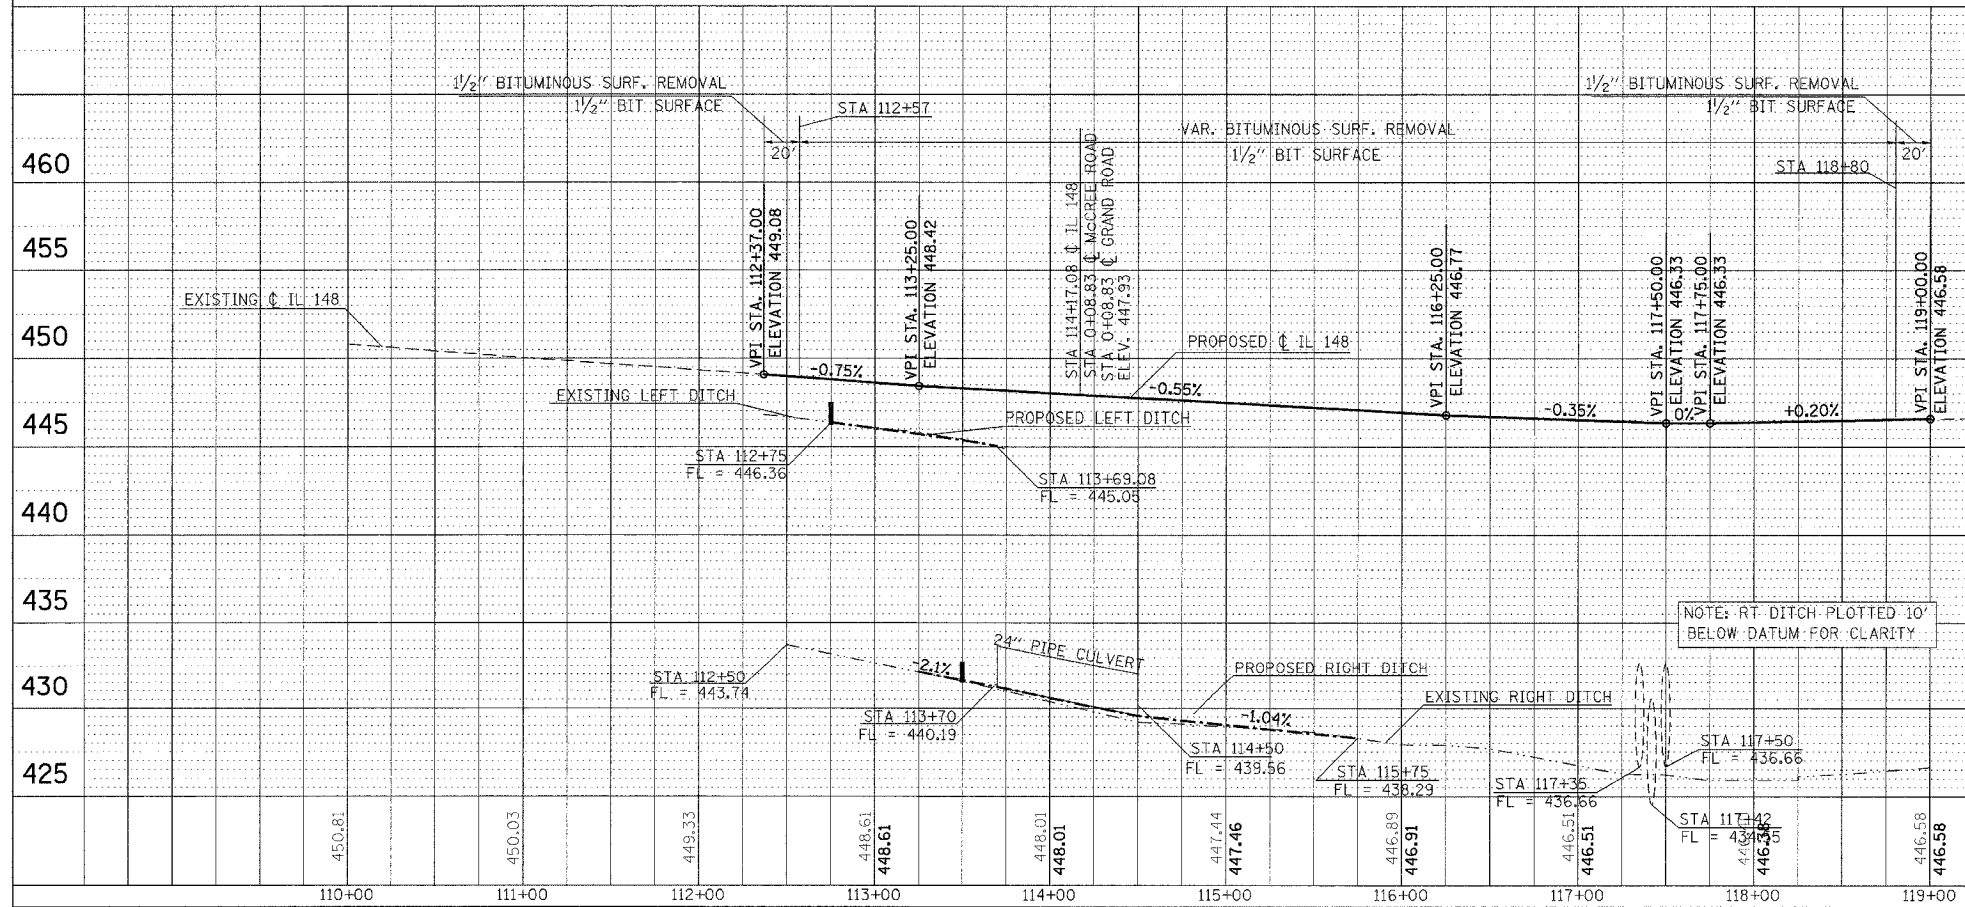 1½" BITUMINOUS SURF. REMOVAL
1½" BIT SURFACE
STA 112+57
20'
VAR. BITUMINOUS SURF. REMOVAL
1½" BIT SURFACE
1½" BITUMINOUS SURF. REMOVAL
1½" BIT SURFACE
20'
STA 118+80
460
455
450
445
440
435
430
425
EXISTING ℄ IL 148
VPI STA. 112+37.00
ELEVATION 449.08
VPI STA. 113+25.00
ELEVATION 448.42
STA 114+17.08 ℄ IL 148
STA 0+08.83 ℄ McCREE ROAD
STA 0+08.83 ℄ GRAND ROAD
ELEV. 447.93
PROPOSED ℄ IL 148
VPI STA. 116+25.00
ELEVATION 446.77
VPI STA. 117+50.00
ELEVATION 446.33
VPI STA. 117+75.00
ELEVATION 446.33
VPI STA. 119+00.00
ELEVATION 446.58
-0.75%
-0.55%
-0.35%
0%
+0.20%
EXISTING LEFT DITCH
PROPOSED LEFT DITCH
STA 112+75
FL = 446.36
STA 113+69.08
FL = 445.05
NOTE: RT DITCH PLOTTED 10'
BELOW DATUM FOR CLARITY
24" PIPE CULVERT
-2.1%
PROPOSED RIGHT DITCH
STA 112+50
FL = 443.74
EXISTING RIGHT DITCH
STA 113+70
FL = 440.19
-1.04%
STA 114+50
FL = 439.56
STA 115+75
FL = 438.29
STA 117+50
FL = 436.66
STA 117+35
FL = 436.66
STA 117+42
FL =
450.81
450.03
449.33
448.61
448.61
448.01
448.01
447.44
447.46
446.89
446.91
446.51
446.51
446.38
446.58
446.58
110+00
111+00
112+00
113+00
114+00
115+00
116+00
117+00
118+00
119+00